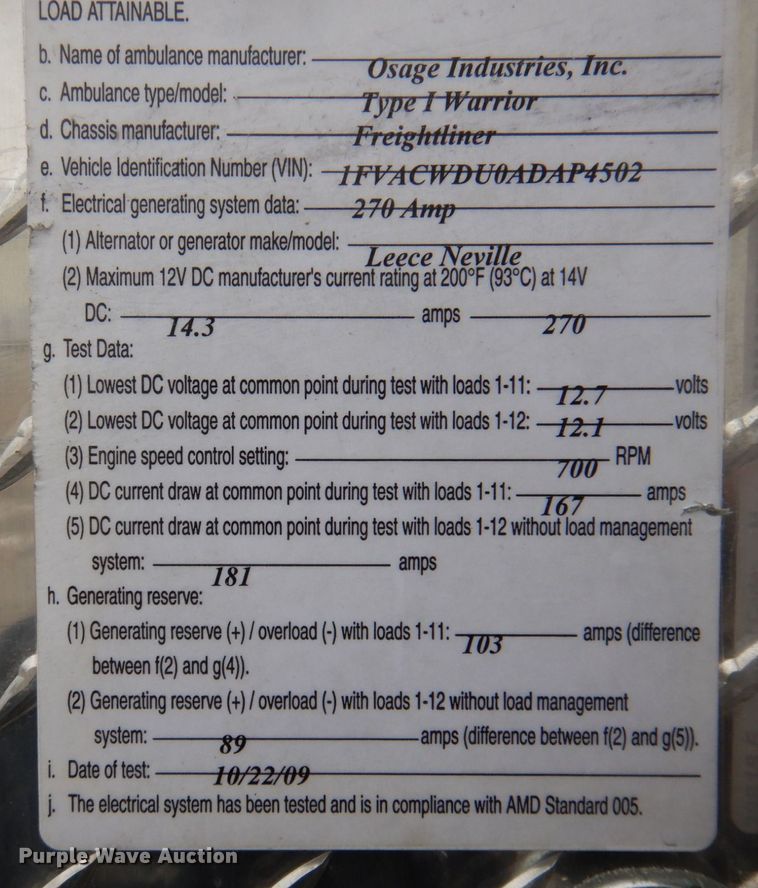 LOAD ATTAINABLE.
b. Name of ambulance manufacturer: Osage Industries, Inc.
c. Ambulance type/model: Type I Warrior
d. Chassis manufacturer: Freightliner
e. Vehicle Identification Number (VIN): 1FVACWDU0ADAP4502
f. Electrical generating system data: 270 Amp
(1) Alternator or generator make/model: Leece Neville
(2) Maximum 12V DC manufacturer's current rating at 200°F (93°C) at 14V
DC: 14.3 amps 270
g. Test Data:
(1) Lowest DC voltage at common point during test with loads 1-11: 12.7 volts
(2) Lowest DC voltage at common point during test with loads 1-12: 12.1 volts
(3) Engine speed control setting: 700 RPM
(4) DC current draw at common point during test with loads 1-11: 167 amps
(5) DC current draw at common point during test with loads 1-12 without load management
system: 181 amps
h. Generating reserve:
(1) Generating reserve (+) / overload (-) with loads 1-11: 103 amps (difference
between f(2) and g(4)).
(2) Generating reserve (+) / overload (-) with loads 1-12 without load management
system: 89 amps (difference between f(2) and g(5)).
i. Date of test: 10/22/09
j. The electrical system has been tested and is in compliance with AMD Standard 005.
Purple Wave Auction